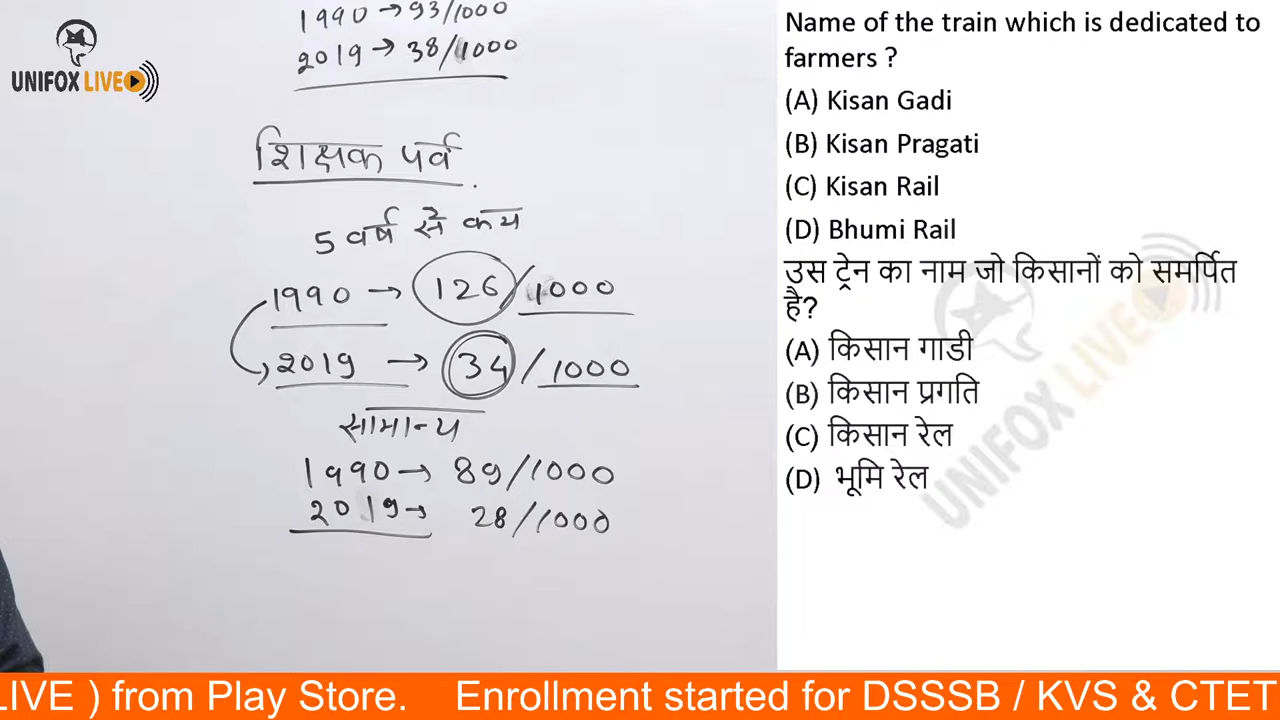 1990 → 93/1000
2019 → 38/1000
UNIFOX LIVE
शिक्षक पर्व
5 वर्ष से कम
1990 → 126/1000
2019 → 34/1000
सामान्य
1990 → 89/1000
2019 → 28/1000
Name of the train which is dedicated to
farmers ?
(A) Kisan Gadi
(B) Kisan Pragati
(C) Kisan Rail
(D) Bhumi Rail
उस ट्रेन का नाम जो किसानों को समर्पित
है?
(A) किसान गाडी
(B) किसान प्रगति
(C) किसान रेल
(D) भूमि रेल
UNIFOX LIVE
LIVE ) from Play Store. Enrollment started for DSSSB / KVS & CTET